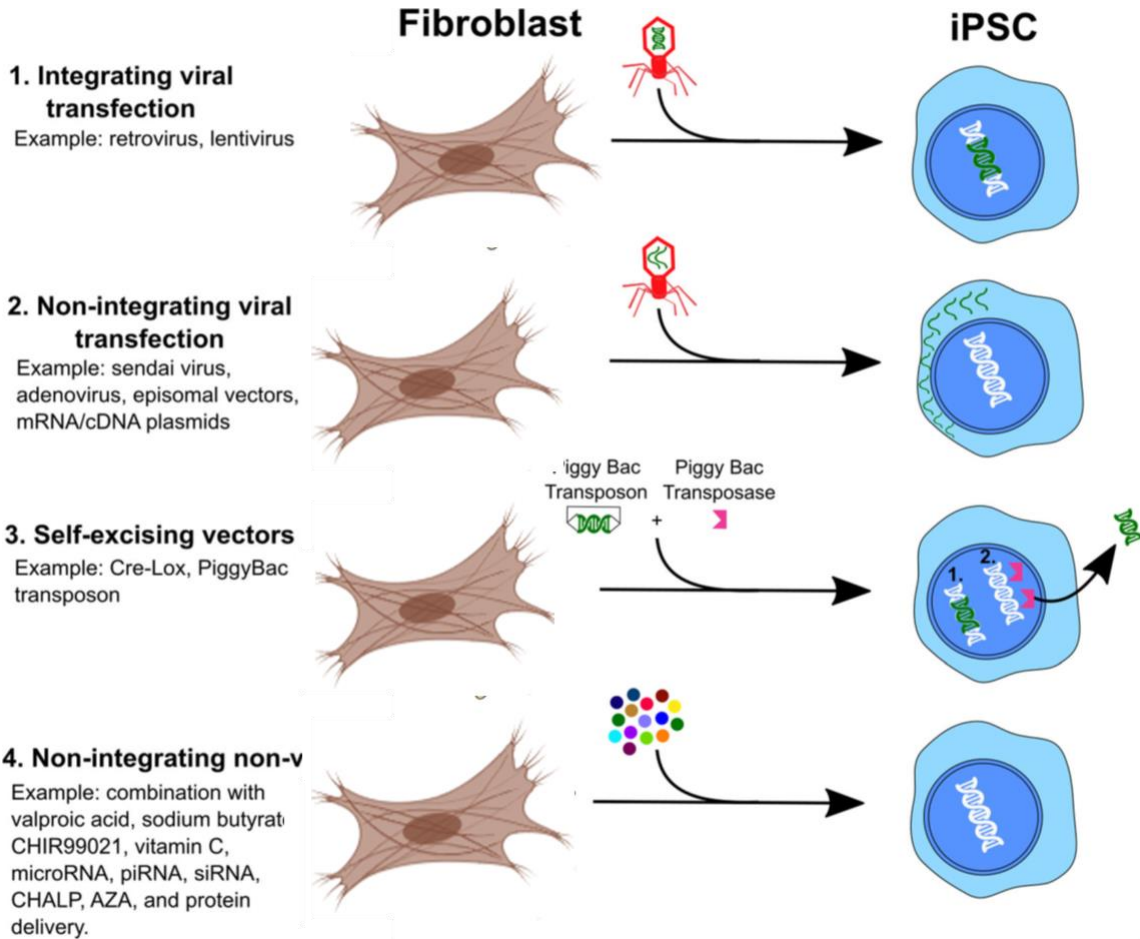 Fibroblast
iPSC
1. Integrating viral
transfection
Example: retrovirus, lentivirus
2. Non-integrating viral
transfection
Example: sendai virus,
adenovirus, episomal vectors,
mRNA/cDNA plasmids
iggy Bac
Transposon
+
Piggy Bac
Transposase
3. Self-excising vectors
Example: Cre-Lox, PiggyBac
transposon
1.
2.
4. Non-integrating non-v
Example: combination with
valproic acid, sodium butyrat
CHIR99021, vitamin C,
microRNA, piRNA, siRNA,
CHALP, AZA, and protein
delivery.